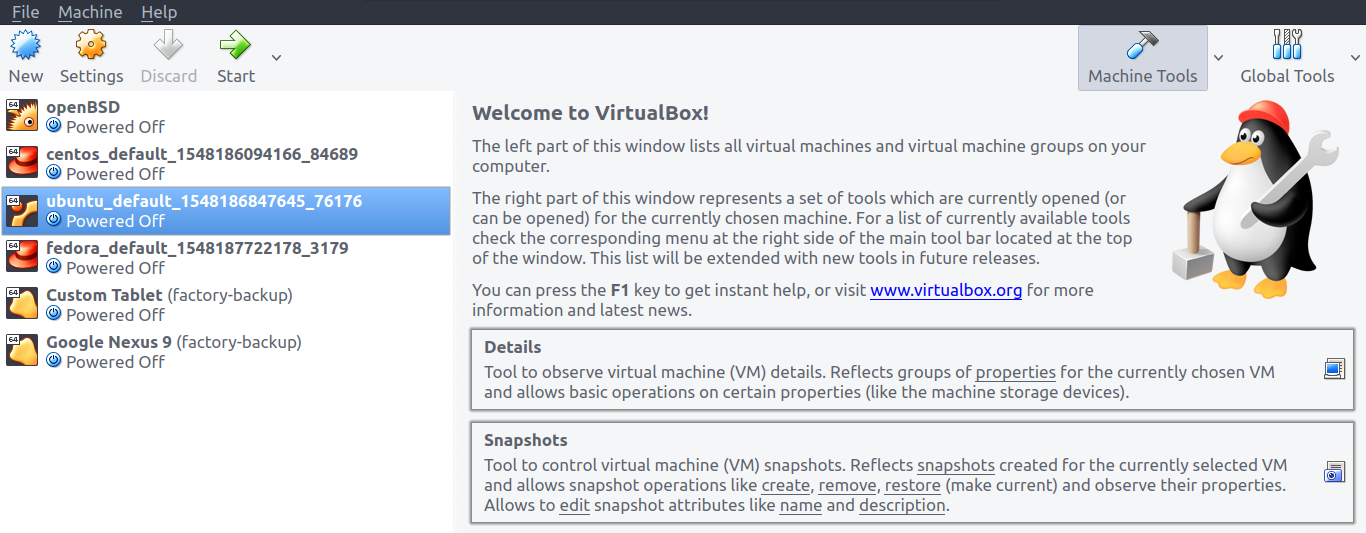 File Machine Help
New Settings Discard Start Machine Tools Global Tools
64 openBSD
Powered Off
64 centos_default_1548186094166_84689
Powered Off
64 ubuntu_default_1548186847645_76176
Powered Off
64 fedora_default_1548187722178_3179
Powered Off
64 Custom Tablet (factory-backup)
Powered Off
64 Google Nexus 9 (factory-backup)
Powered Off
Welcome to VirtualBox!
The left part of this window lists all virtual machines and virtual machine groups on your
computer.
The right part of this window represents a set of tools which are currently opened (or
can be opened) for the currently chosen machine. For a list of currently available tools
check the corresponding menu at the right side of the main tool bar located at the top
of the window. This list will be extended with new tools in future releases.
You can press the F1 key to get instant help, or visit www.virtualbox.org for more
information and latest news.
Details
Tool to observe virtual machine (VM) details. Reflects groups of properties for the currently chosen VM
and allows basic operations on certain properties (like the machine storage devices).
Snapshots
Tool to control virtual machine (VM) snapshots. Reflects snapshots created for the currently selected VM
and allows snapshot operations like create, remove, restore (make current) and observe their properties.
Allows to edit snapshot attributes like name and description.